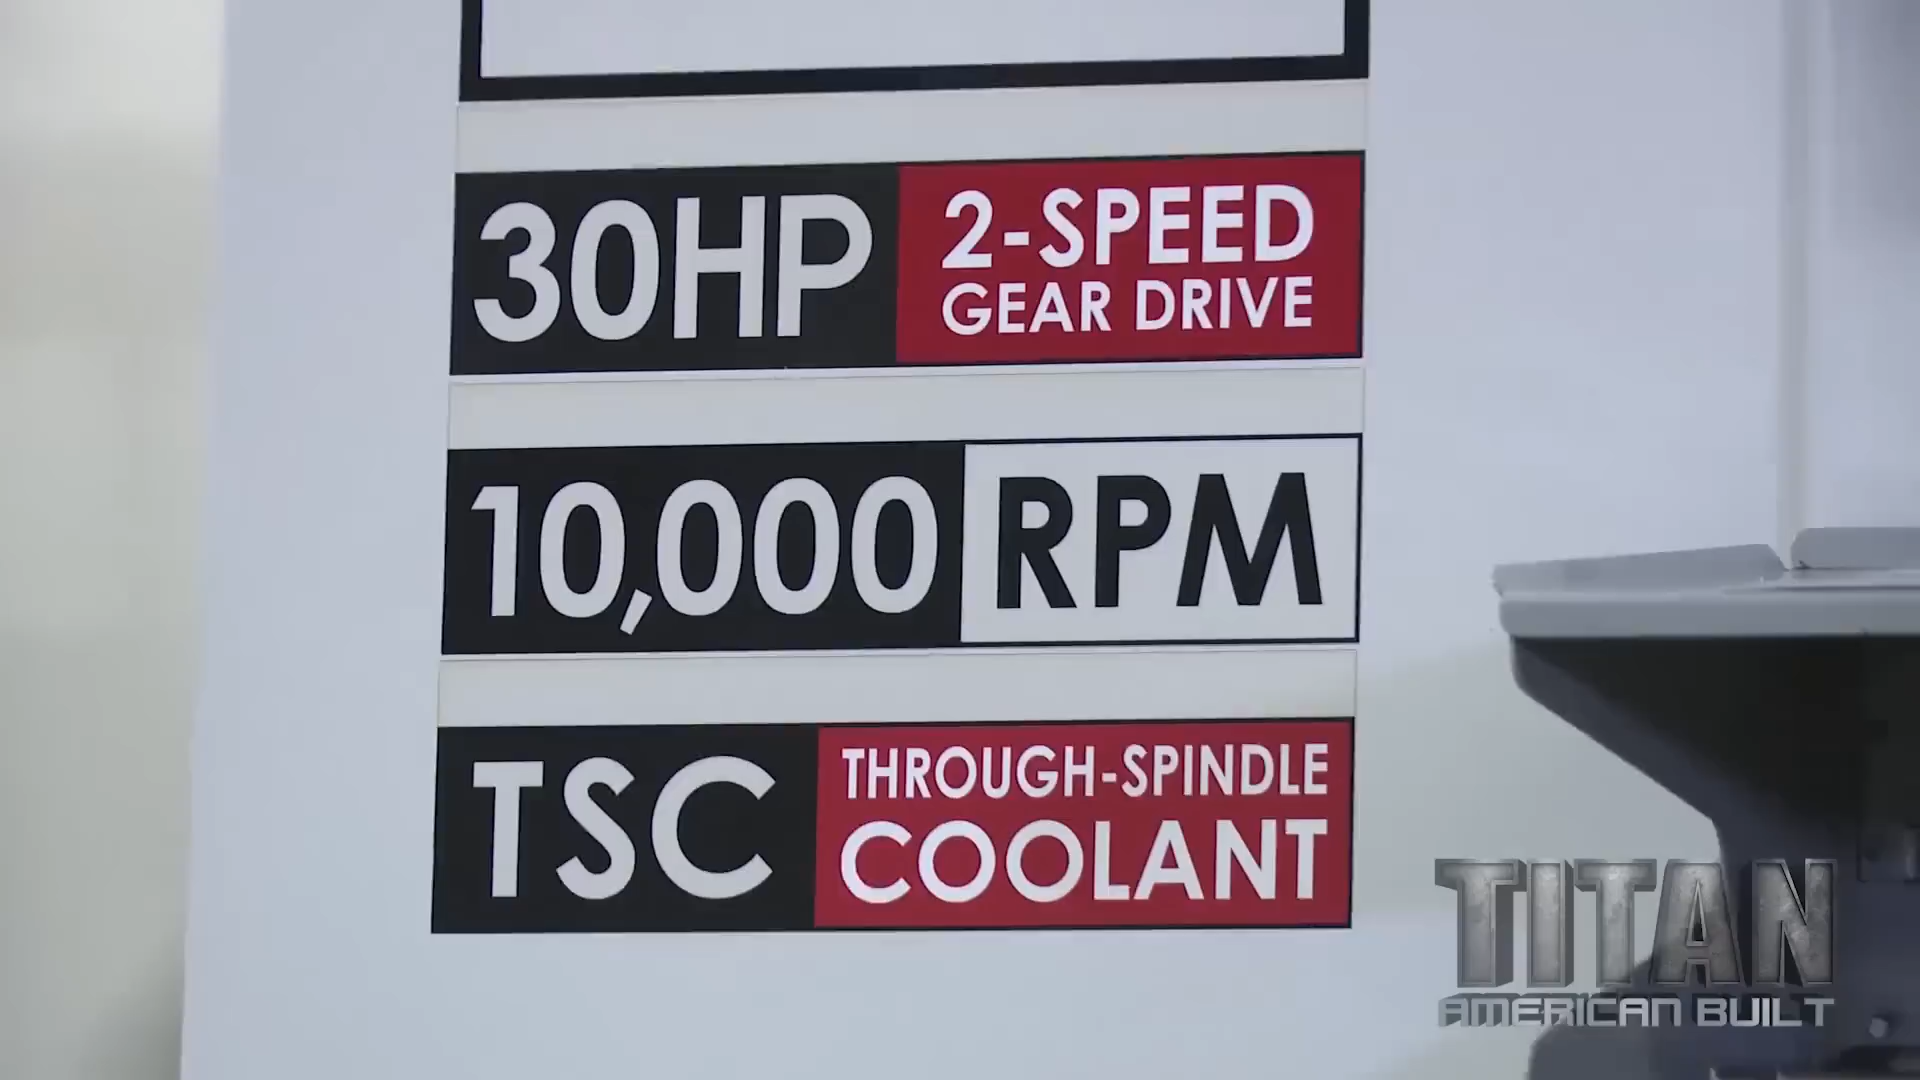 30HP 2-SPEED
GEAR DRIVE
10,000 RPM
TSC THROUGH-SPINDLE
COOLANT
TITAN
AMERICAN BUILT